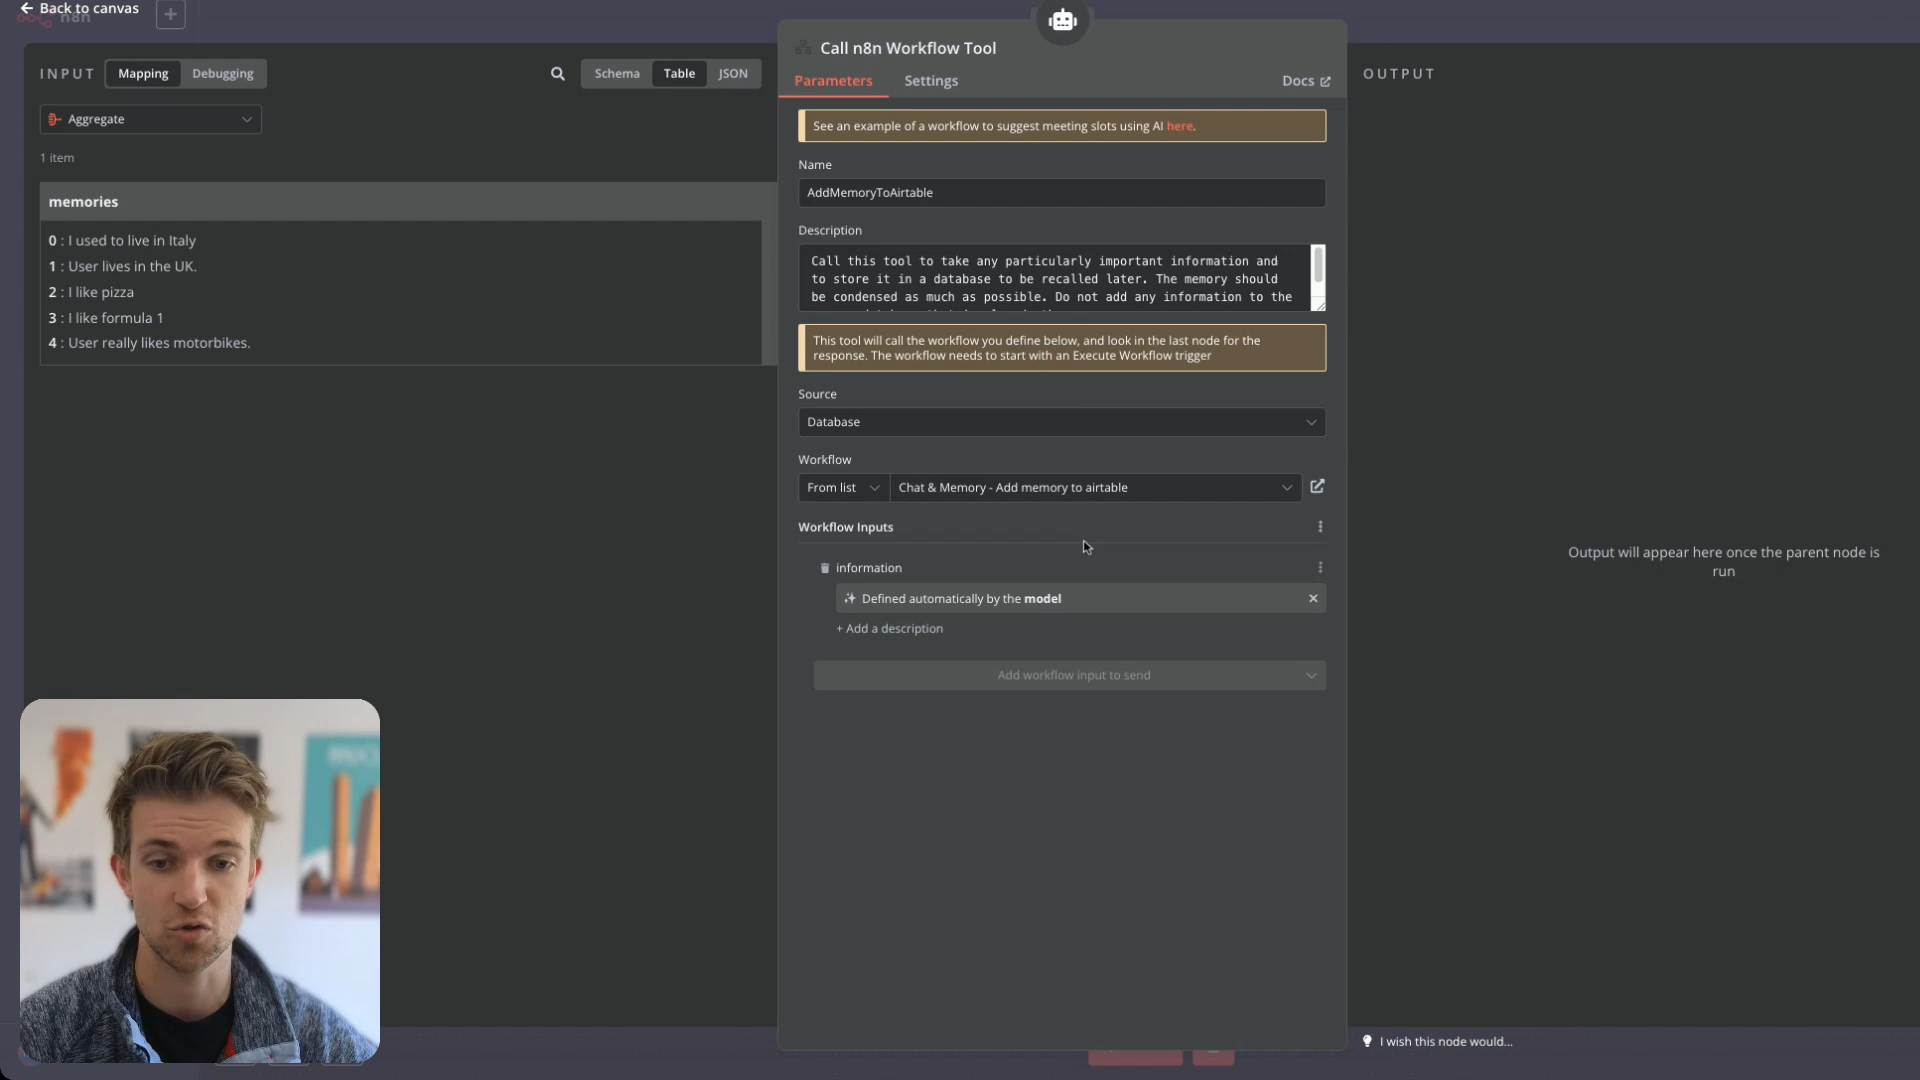 Back to canvas
n8n
INPUT
Mapping
Debugging
Schema
Table
JSON
Aggregate
1 item
memories
0 : I used to live in Italy
1 : User lives in the UK.
2 : I like pizza
3 : I like formula 1
4 : User really likes motorbikes.
Call n8n Workflow Tool
Parameters
Settings
Docs
See an example of a workflow to suggest meeting slots using AI here.
Name
AddMemoryToAirtable
Description
Call this tool to take any particularly important information and
to store it in a database to be recalled later. The memory should
be condensed as much as possible. Do not add any information to the
This tool will call the workflow you define below, and look in the last node for the
response. The workflow needs to start with an Execute Workflow trigger
Source
Database
Workflow
From list
Chat & Memory - Add memory to airtable
Workflow Inputs
information
Defined automatically by the model
+ Add a description
Add workflow input to send
OUTPUT
Output will appear here once the parent node is
run
I wish this node would...